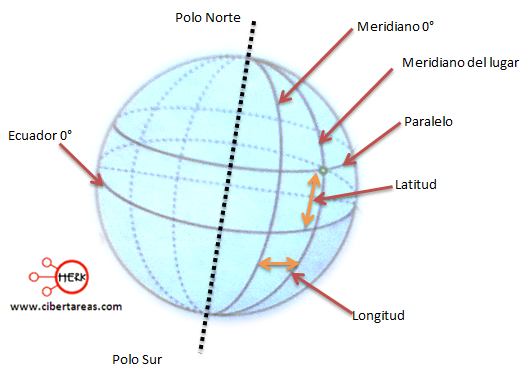 Polo Norte
Meridiano 0°
Meridiano del lugar
Paralelo
Ecuador 0°
Latitud
HERK
www.cibertareas.com
Longitud
Polo Sur